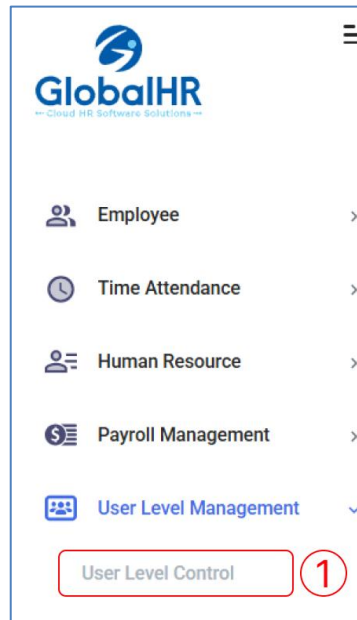 GlobalHR
Cloud HR Software Solutions
Employee
Time Attendance
Human Resource
Payroll Management
User Level Management
User Level Control
1